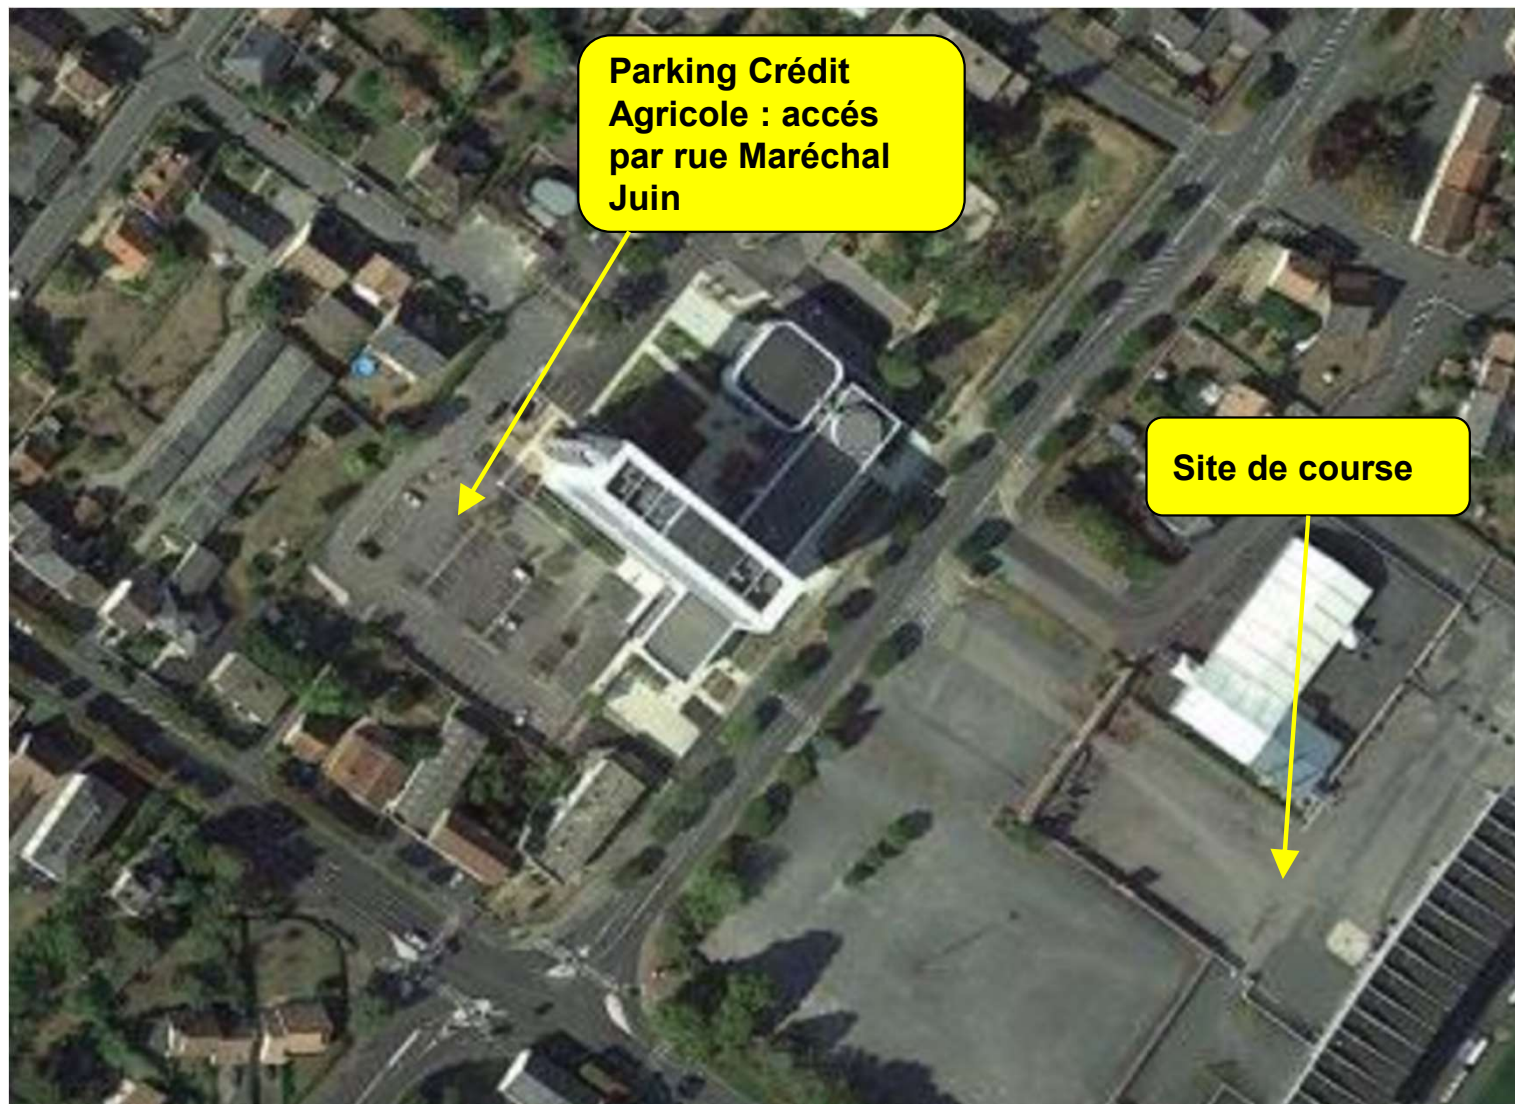 Parking Crédit
Agricole : accés
par rue Maréchal
Juin
Site de course